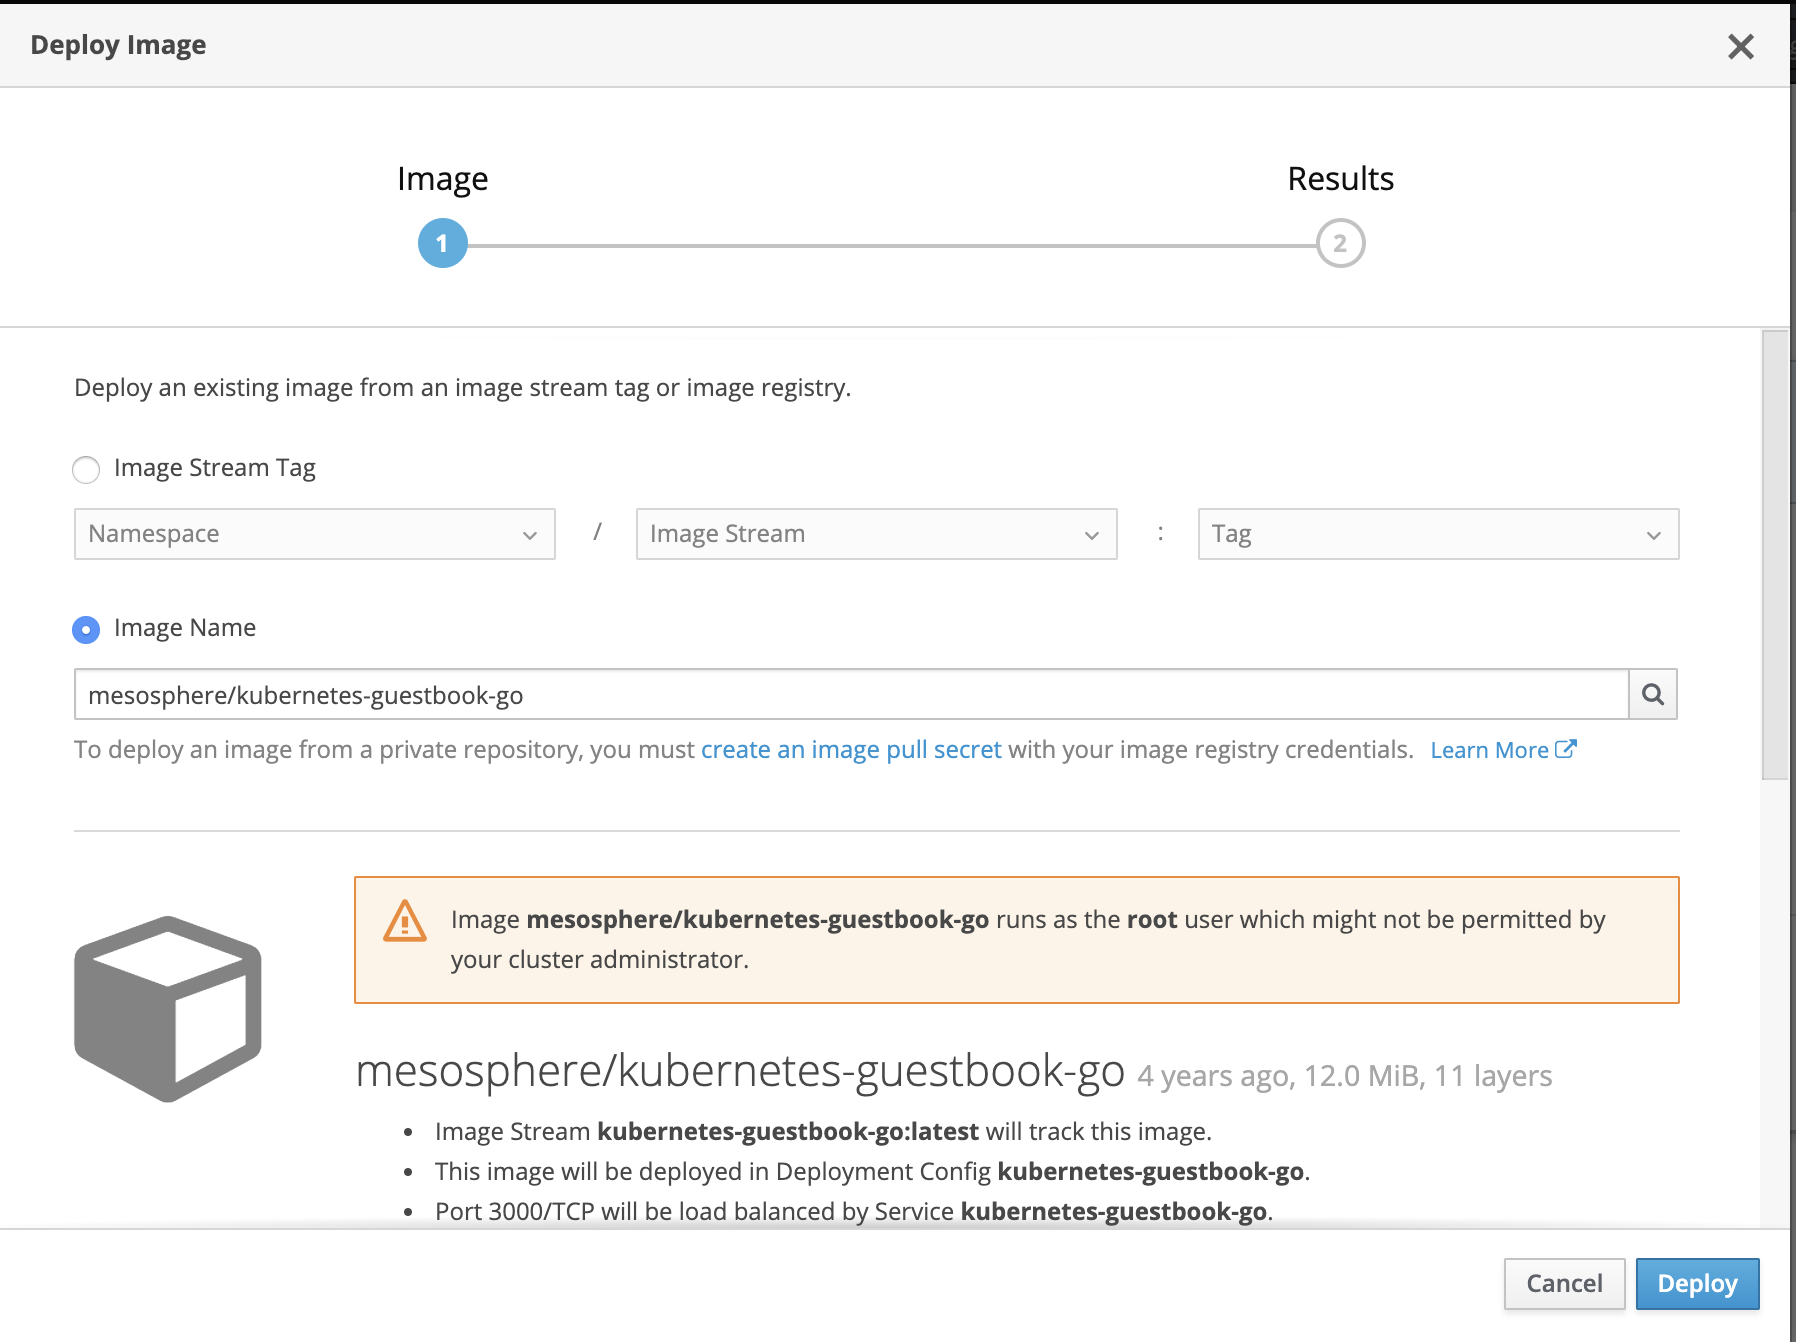 Deploy Image
Image
Results
1
2
Deploy an existing image from an image stream tag or image registry.
Image Stream Tag
Namespace / Image Stream : Tag
Image Name
mesosphere/kubernetes-guestbook-go
To deploy an image from a private repository, you must create an image pull secret with your image registry credentials. Learn More
Image mesosphere/kubernetes-guestbook-go runs as the root user which might not be permitted by
your cluster administrator.
mesosphere/kubernetes-guestbook-go 4 years ago, 12.0 MiB, 11 layers
• Image Stream kubernetes-guestbook-go:latest will track this image.
• This image will be deployed in Deployment Config kubernetes-guestbook-go.
• Port 3000/TCP will be load balanced by Service kubernetes-guestbook-go.
Cancel
Deploy